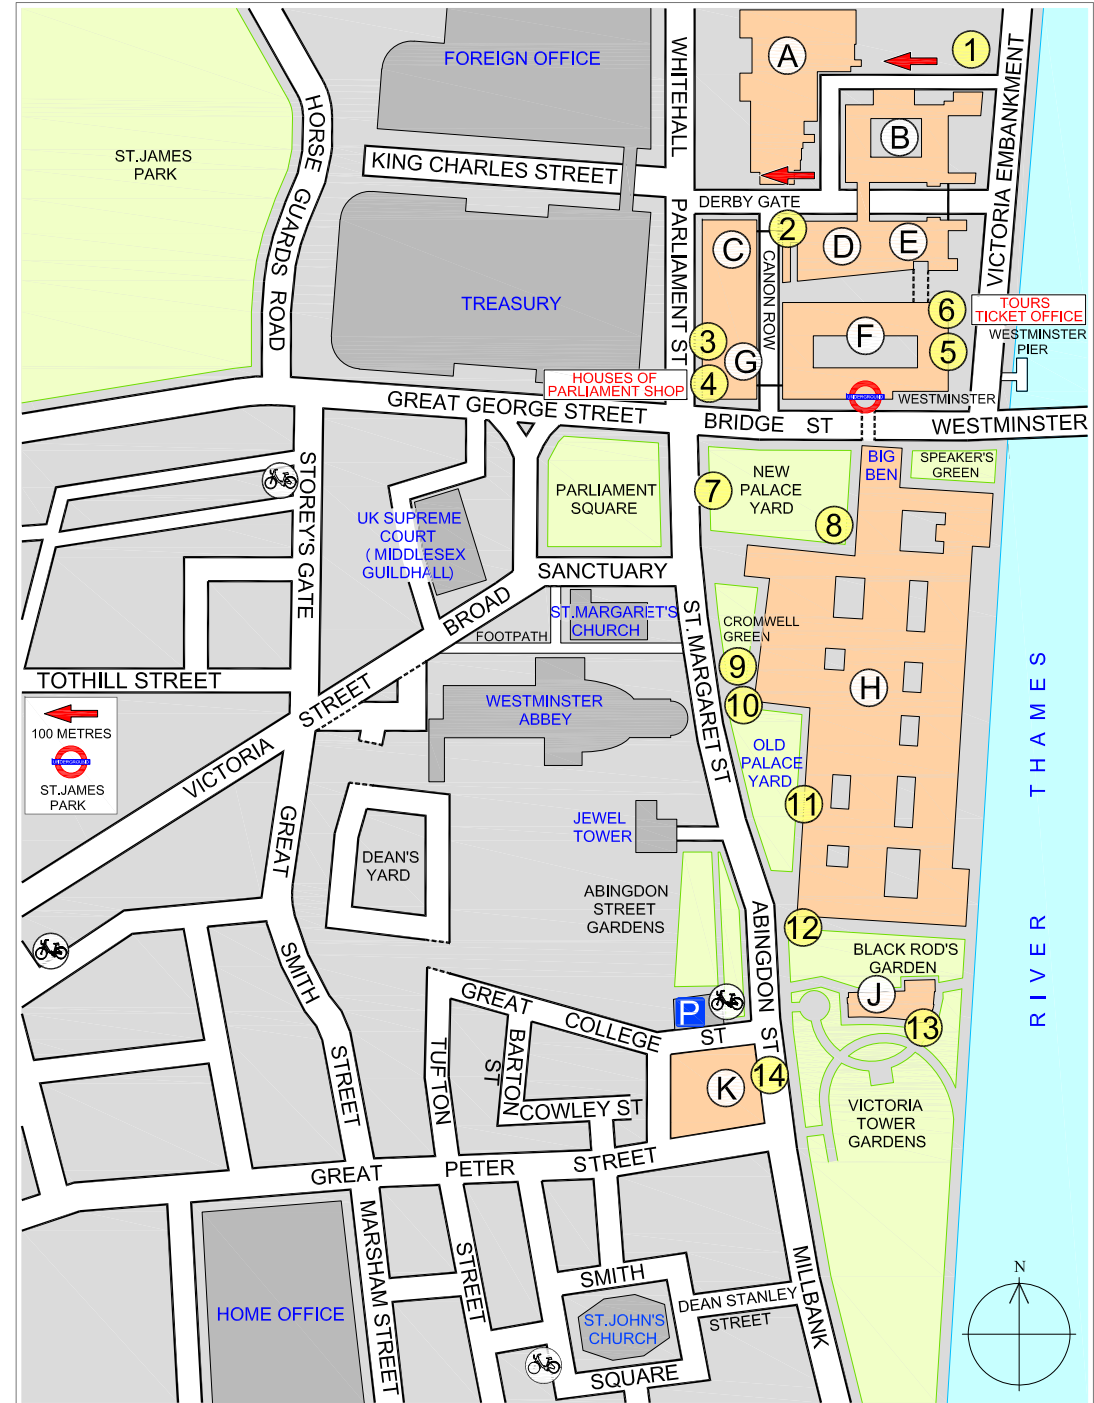 FOREIGN OFFICE
WHITEHALL
A
1
B
HORSE GUARDS ROAD
ST.JAMES
PARK
KING CHARLES STREET
VICTORIA EMBANKMENT
DERBY GATE
PARLIAMENT ST
C
2
D
E
CANON ROW
TREASURY
6
TOURS
TICKET OFFICE
3
F
5
WESTMINSTER
PIER
G
4
HOUSES OF
PARLIAMENT SHOP
UNDERGROUND
WESTMINSTER
GREAT GEORGE STREET
BRIDGE ST
WESTMINSTER
STOREY'S GATE
PARLIAMENT
SQUARE
7
NEW
PALACE
YARD
8
BIG
BEN
SPEAKER'S
GREEN
UK SUPREME
COURT
( MIDDLESEX
GUILDHALL)
SANCTUARY
BROAD
FOOTPATH
ST.MARGARET'S
CHURCH
ST. MARGARET ST
CROMWELL
GREEN
9
10
H
TOTHILL STREET
100 METRES
UNDERGROUND
ST.JAMES
PARK
VICTORIA STREET
WESTMINSTER
ABBEY
OLD
PALACE
YARD
11
RIVER THAMES
JEWEL
TOWER
DEAN'S
YARD
GREAT SMITH STREET
ABINGDON
STREET
GARDENS
ABINGDON ST
12
BLACK ROD'S
GARDEN
J
13
P
GREAT COLLEGE ST
TUFTON STREET
BARTON
ST
COWLEY ST
K
14
VICTORIA
TOWER
GARDENS
GREAT PETER STREET
MARSHAM STREET
HOME OFFICE
SMITH
SQUARE
ST.JOHN'S
CHURCH
DEAN STANLEY
STREET
MILLBANK
N